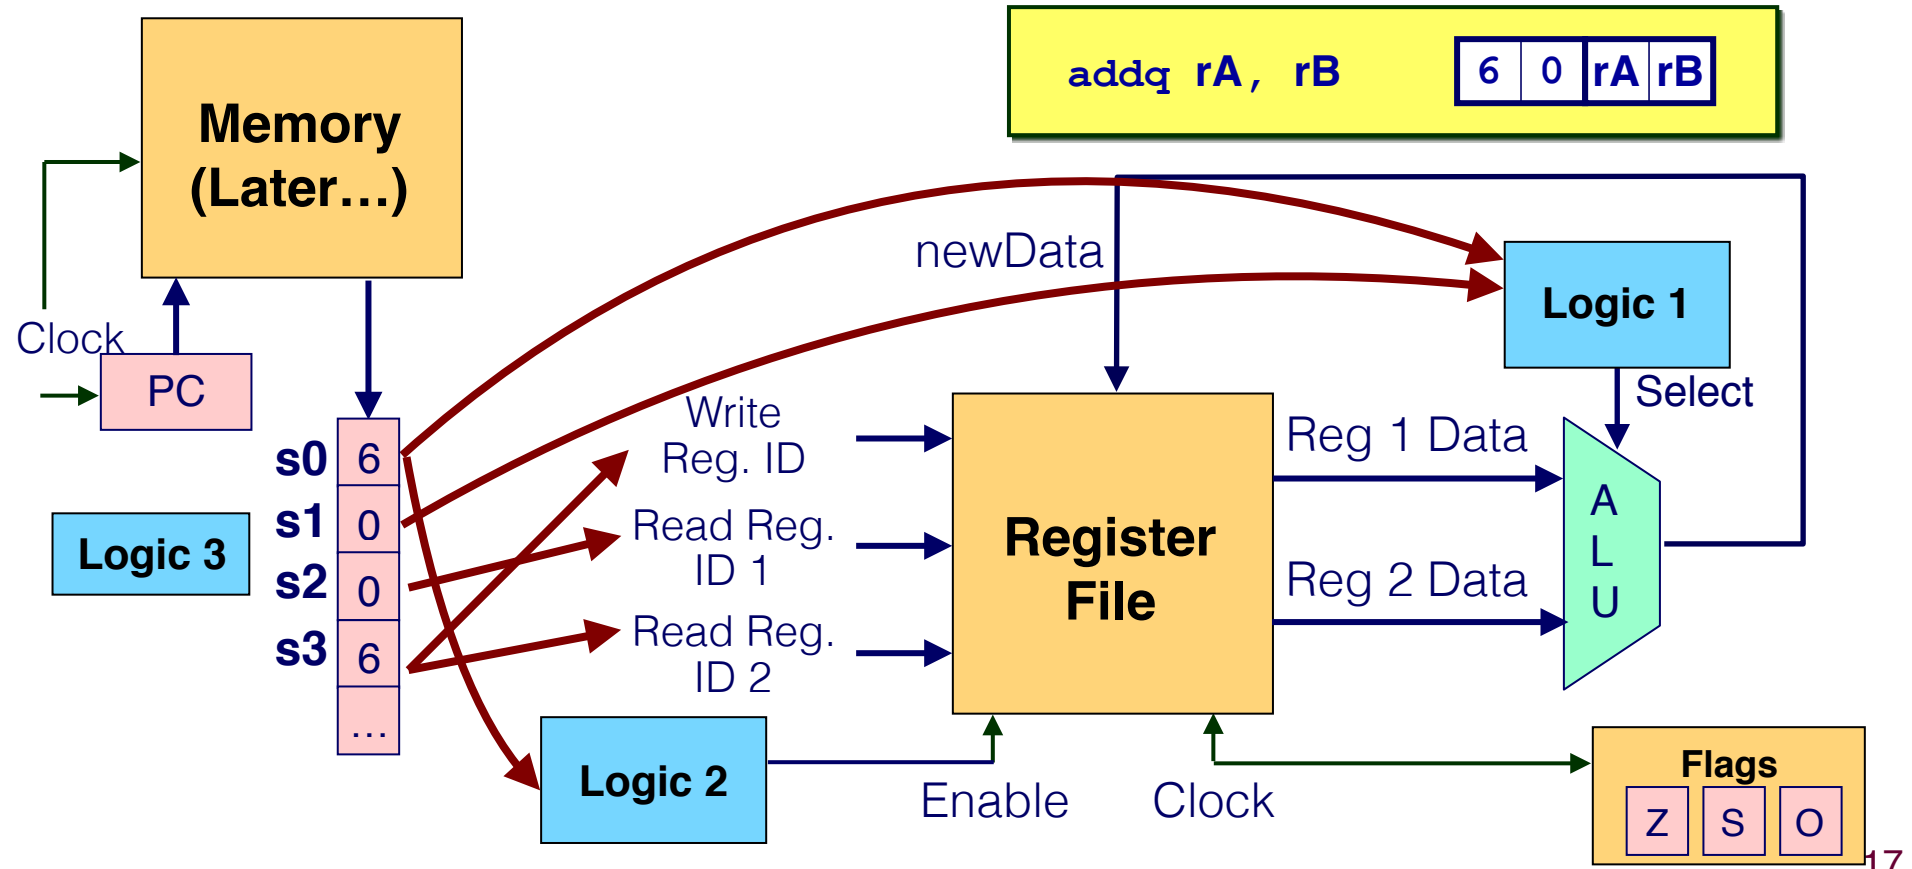 addq rA, rB
6 0 rA rB
Memory
(Later...)
newData
Logic 1
Clock
PC
Select
Write
Reg. ID
Reg 1 Data
s0 6
s1 0
s2 0
s3 6
...
Logic 3
Read Reg.
ID 1
Register
File
A
L
U
Reg 2 Data
Read Reg.
ID 2
Logic 2
Enable
Clock
Flags
Z S O
17